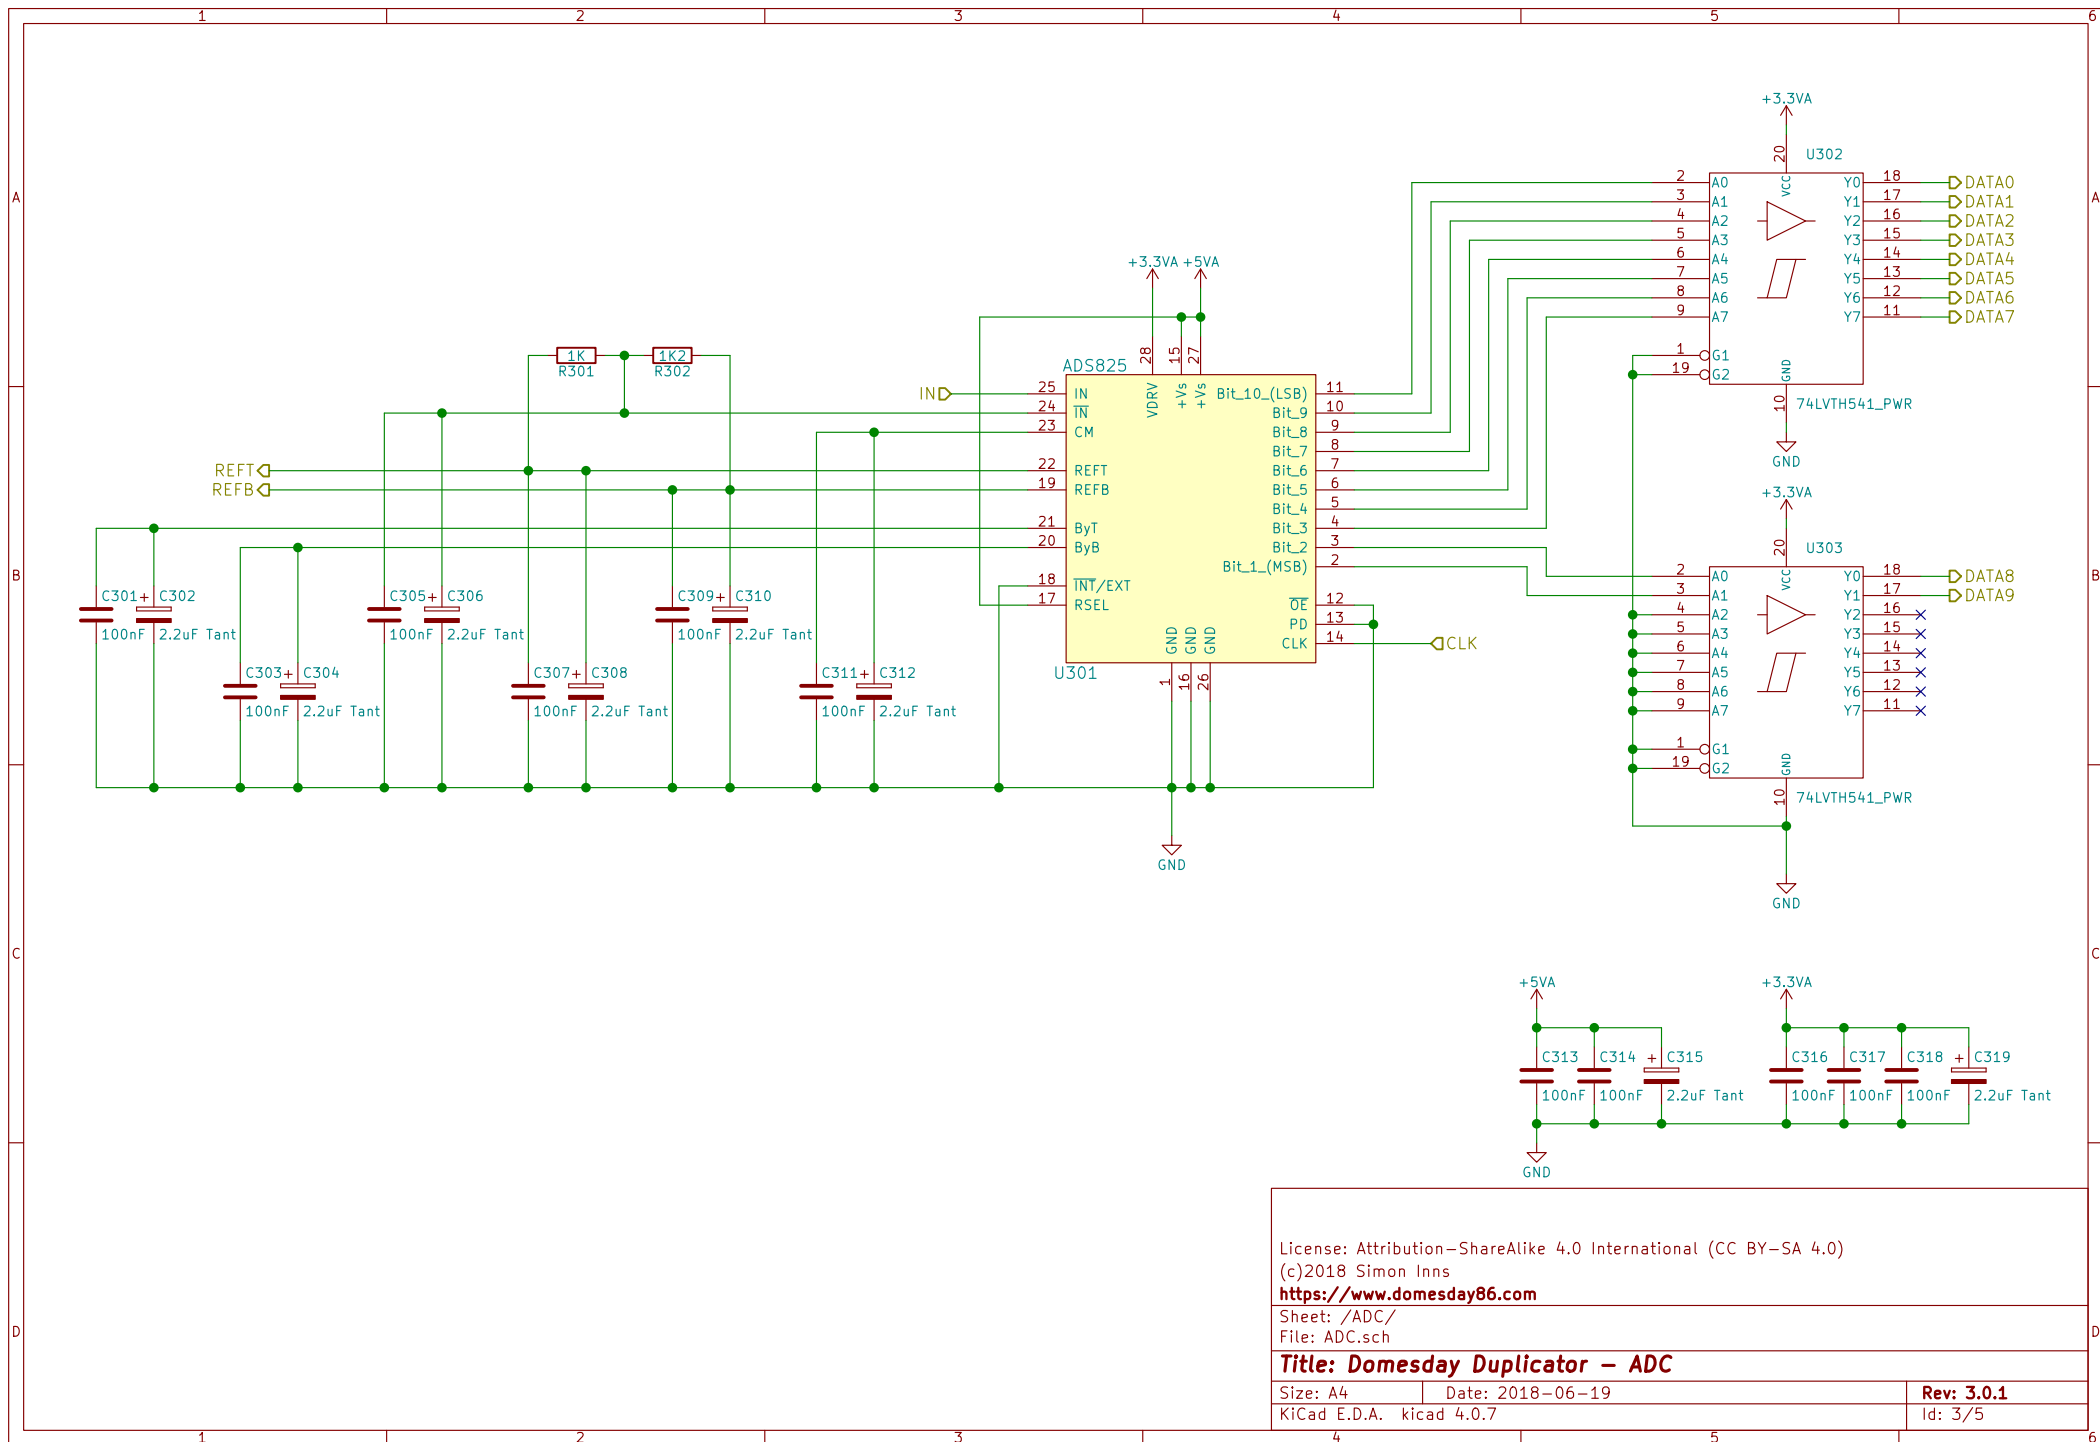 1 2 3 4 5 6
A A
B B
C C
D D
1 2 3 4 5 6
+3.3VA
20
U302
VCC
2 A0 Y0 18 DATA0
3 A1 Y1 17 DATA1
4 A2 Y2 16 DATA2
5 A3 Y3 15 DATA3
6 A4 Y4 14 DATA4
7 A5 Y5 13 DATA5
8 A6 Y6 12 DATA6
9 A7 Y7 11 DATA7
1 G1
19 G2
GND
10
74LVTH541_PWR
GND
+3.3VA +5VA
28 15 27
ADS825
VDRV +Vs +Vs
1K 1K2
R301 R302
IN 25 IN Bit_10_(LSB) 11
24 IN Bit_9 10
23 CM Bit_8 9
Bit_7 8
REFT 22 REFT Bit_6 7
REFB 19 REFB Bit_5 6
Bit_4 5
21 ByT Bit_3 4
20 ByB Bit_2 3
Bit_1_(MSB) 2
18 INT/EXT
17 RSEL OE 12
PD 13
CLK 14 CLK
GND GND GND
U301
1 16 26
GND
C301 + C302 C305 + C306 C309 + C310
100nF 2.2uF Tant 100nF 2.2uF Tant 100nF 2.2uF Tant
C303 + C304 C307 + C308 C311 + C312
100nF 2.2uF Tant 100nF 2.2uF Tant 100nF 2.2uF Tant
+3.3VA
20
U303
VCC
2 A0 Y0 18 DATA8
3 A1 Y1 17 DATA9
4 A2 Y2 16
5 A3 Y3 15
6 A4 Y4 14
7 A5 Y5 13
8 A6 Y6 12
9 A7 Y7 11
1 G1
19 G2
GND
10
74LVTH541_PWR
GND
+5VA +3.3VA
C313 C314 + C315 C316 C317 C318 + C319
100nF 100nF 2.2uF Tant 100nF 100nF 100nF 2.2uF Tant
GND
License: Attribution-ShareAlike 4.0 International (CC BY-SA 4.0)
(c)2018 Simon Inns
https://www.domesday86.com
Sheet: /ADC/
File: ADC.sch
Title: Domesday Duplicator - ADC
Size: A4 Date: 2018-06-19 Rev: 3.0.1
KiCad E.D.A. kicad 4.0.7 Id: 3/5